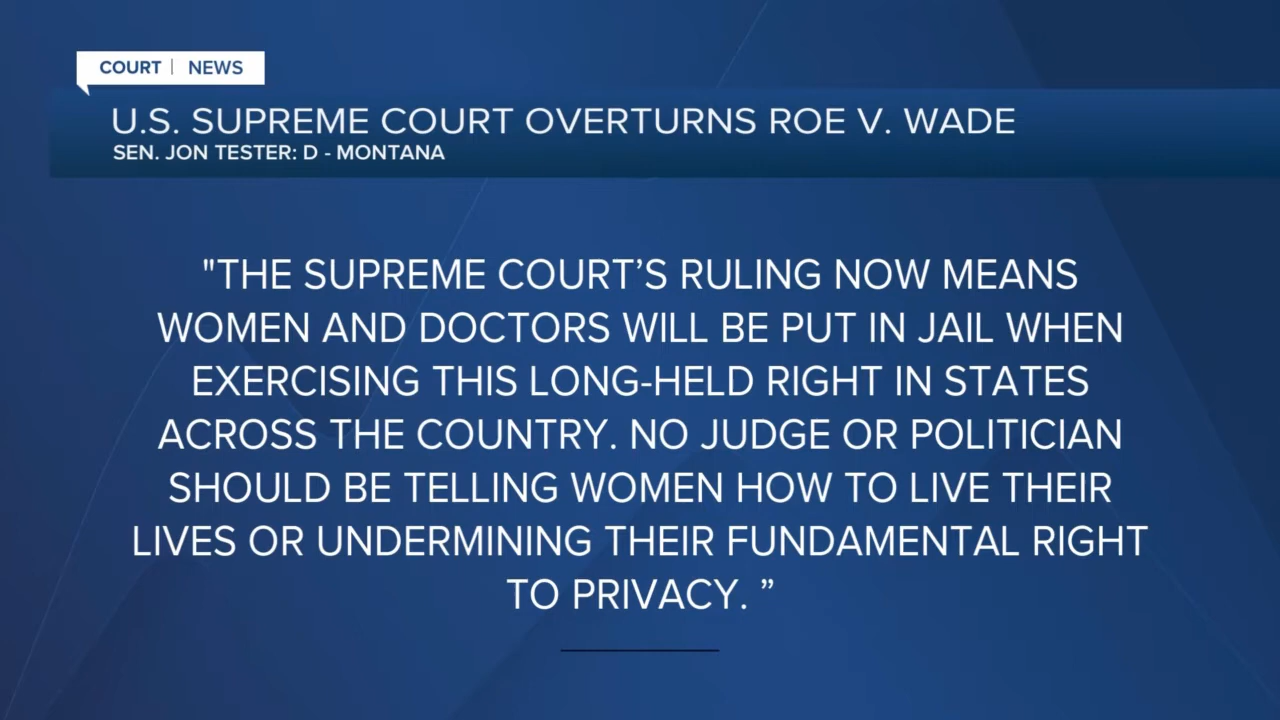 COURT | NEWS
U.S. SUPREME COURT OVERTURNS ROE V. WADE
SEN. JON TESTER: D - MONTANA
"THE SUPREME COURT’S RULING NOW MEANS
WOMEN AND DOCTORS WILL BE PUT IN JAIL WHEN
EXERCISING THIS LONG-HELD RIGHT IN STATES
ACROSS THE COUNTRY. NO JUDGE OR POLITICIAN
SHOULD BE TELLING WOMEN HOW TO LIVE THEIR
LIVES OR UNDERMINING THEIR FUNDAMENTAL RIGHT
TO PRIVACY. ”